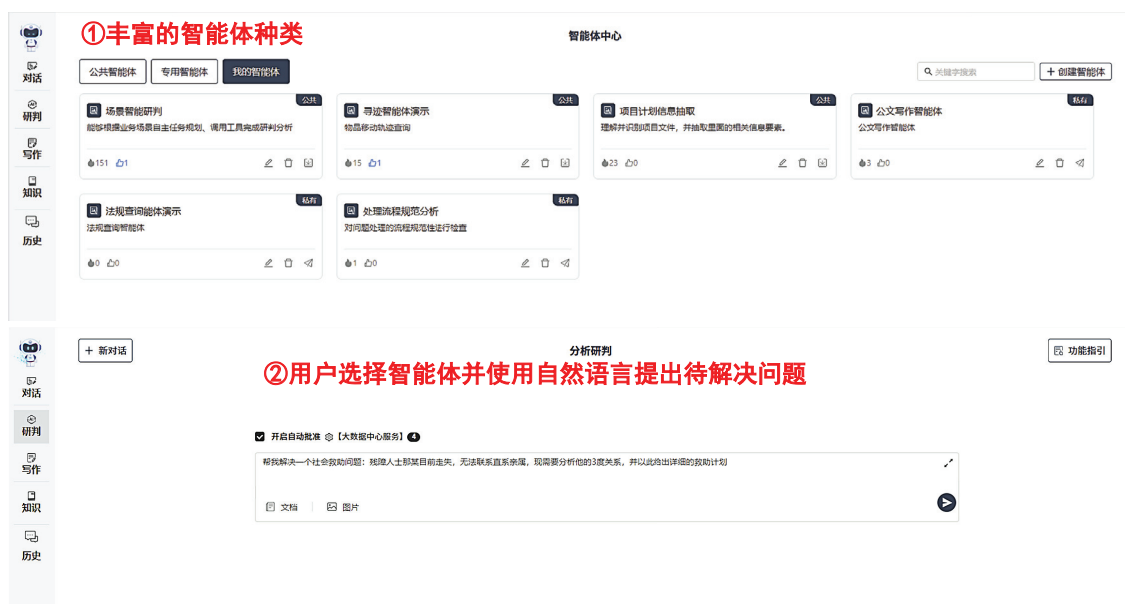 ①丰富的智能体种类
智能体中心
对话
研判
写作
知识
历史
公共智能体 专用智能体 我的智能体
关键字搜索
+ 创建智能体
场景智能研判 公共
能够根据业务场景自主任务规划、调用工具完成研判分析
151 1
寻迹智能体演示 公共
物品移动轨迹查询
15 1
项目计划信息抽取 公共
理解并识别项目文件，并抽取里面的相关信息要素。
23 0
公文写作智能体 私有
公文写作智能体
3 0
法规查询能体演示 私有
法规查询智能体
0 0
处理流程规范分析 私有
对问题处理的流程规范性进行检查
1 0
对话
研判
写作
知识
历史
+ 新对话
分析研判
功能指引
②用户选择智能体并使用自然语言提出待解决问题
开启自动批准 【大数据中心服务】 4
帮我解决一个社会救助问题：残障人士那某目前走失，无法联系直系亲属，现需要分析他的3度关系，并以此给出详细的救助计划
文档 图片